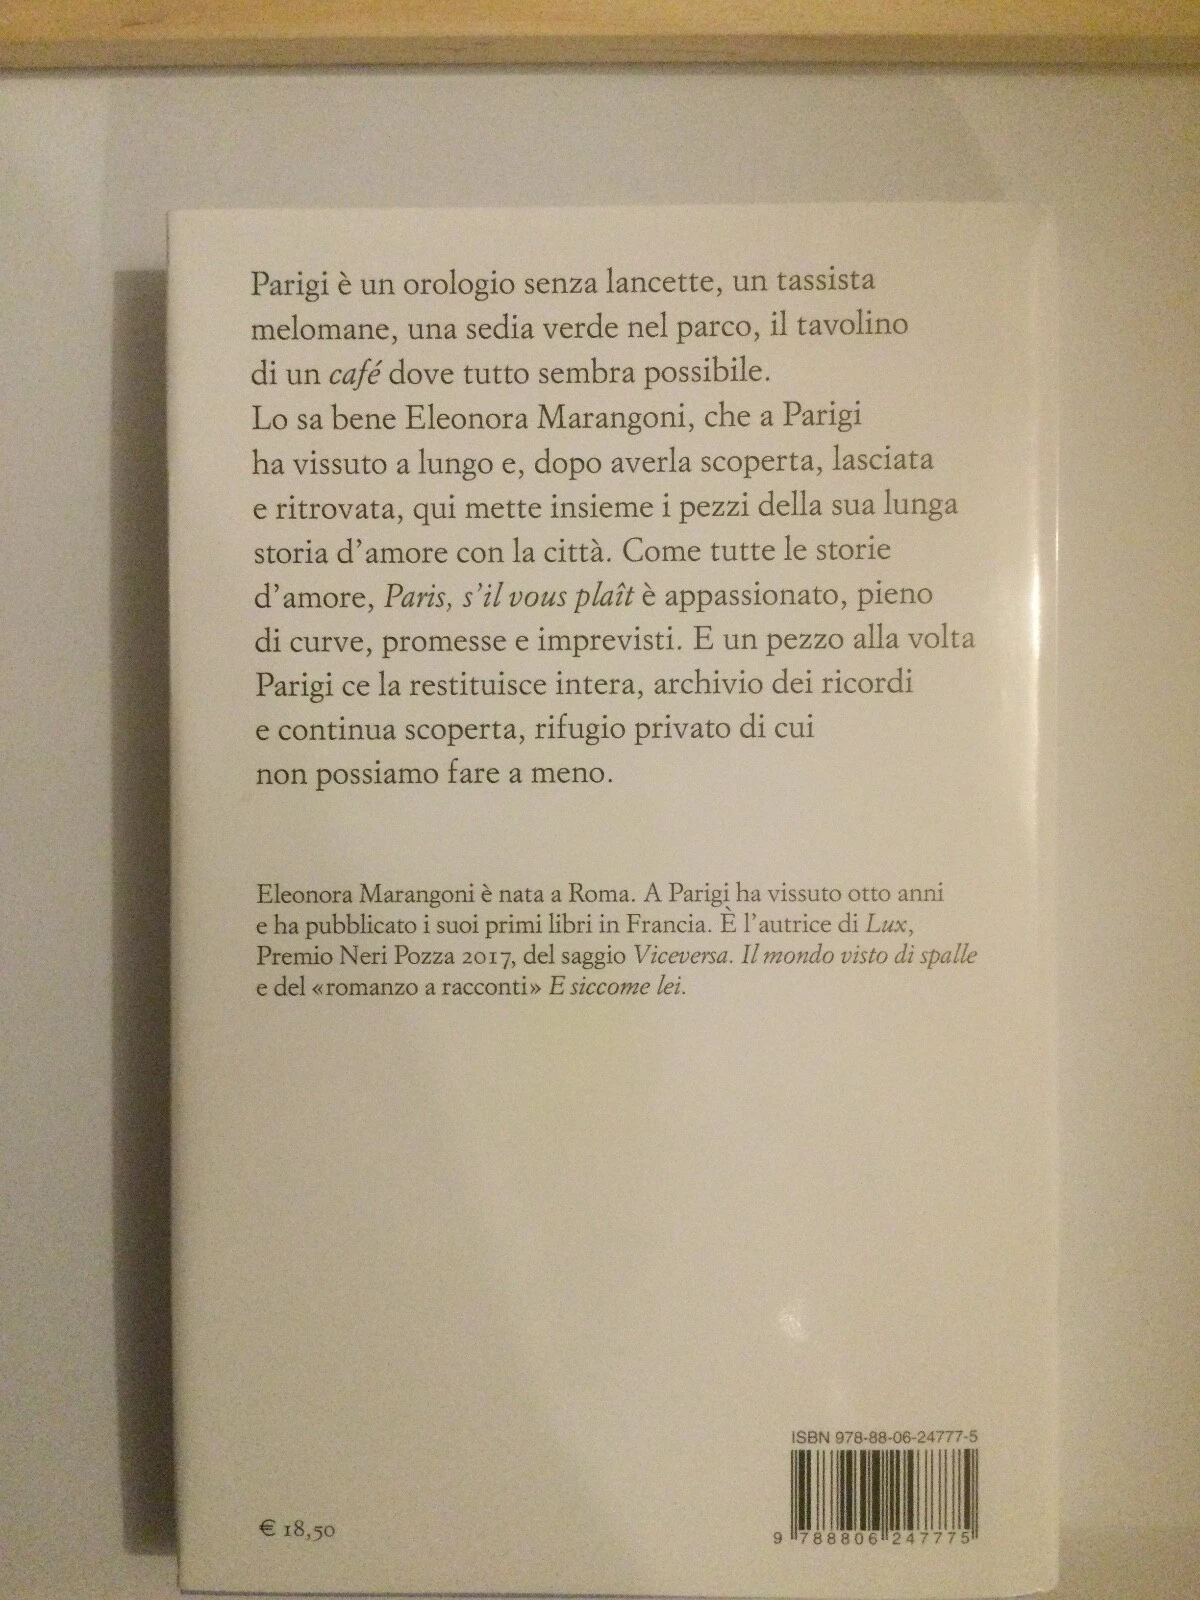 Parigi è un orologio senza lancette, un tassista
melomane, una sedia verde nel parco, il tavolino
di un café dove tutto sembra possibile.
Lo sa bene Eleonora Marangoni, che a Parigi
ha vissuto a lungo e, dopo averla scoperta, lasciata
e ritrovata, qui mette insieme i pezzi della sua lunga
storia d’amore con la città. Come tutte le storie
d’amore, Paris, s’il vous plaît è appassionato, pieno
di curve, promesse e imprevisti. E un pezzo alla volta
Parigi ce la restituisce intera, archivio dei ricordi
e continua scoperta, rifugio privato di cui
non possiamo fare a meno.
Eleonora Marangoni è nata a Roma. A Parigi ha vissuto otto anni
e ha pubblicato i suoi primi libri in Francia. È l’autrice di Lux,
Premio Neri Pozza 2017, del saggio Viceversa. Il mondo visto di spalle
e del «romanzo a racconti» E siccome lei.
ISBN 978-88-06-24777-5
9 788806 247775
€ 18,50